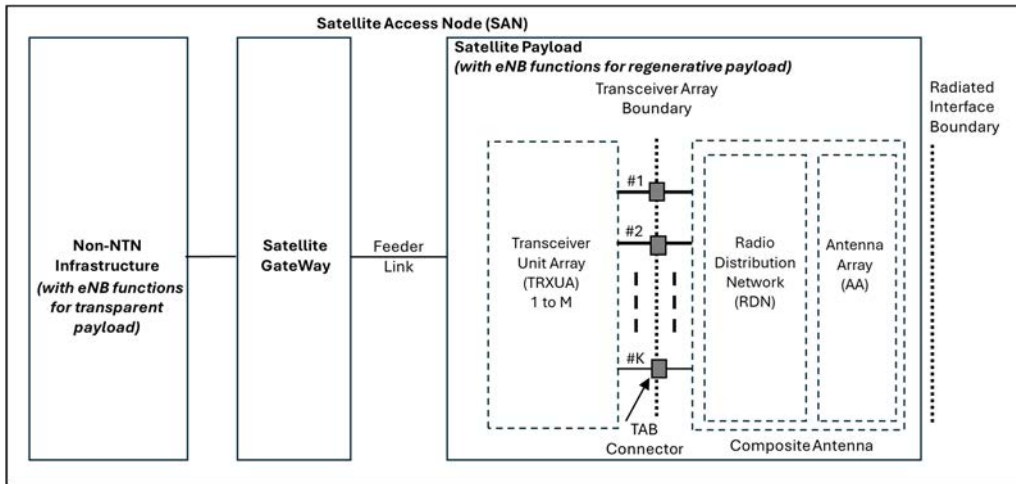 Satellite Access Node (SAN)
Non-NTN
Infrastructure
(with eNB functions
for transparent
payload)
Satellite
GateWay
Feeder
Link
Satellite Payload
(with eNB functions for regenerative payload)
Transceiver Array
Boundary
Transceiver
Unit Array
(TRXUA)
1 to M
#1
#2
#K
TAB
Connector
Radio
Distribution
Network
(RDN)
Antenna
Array
(AA)
Composite Antenna
Radiated
Interface
Boundary